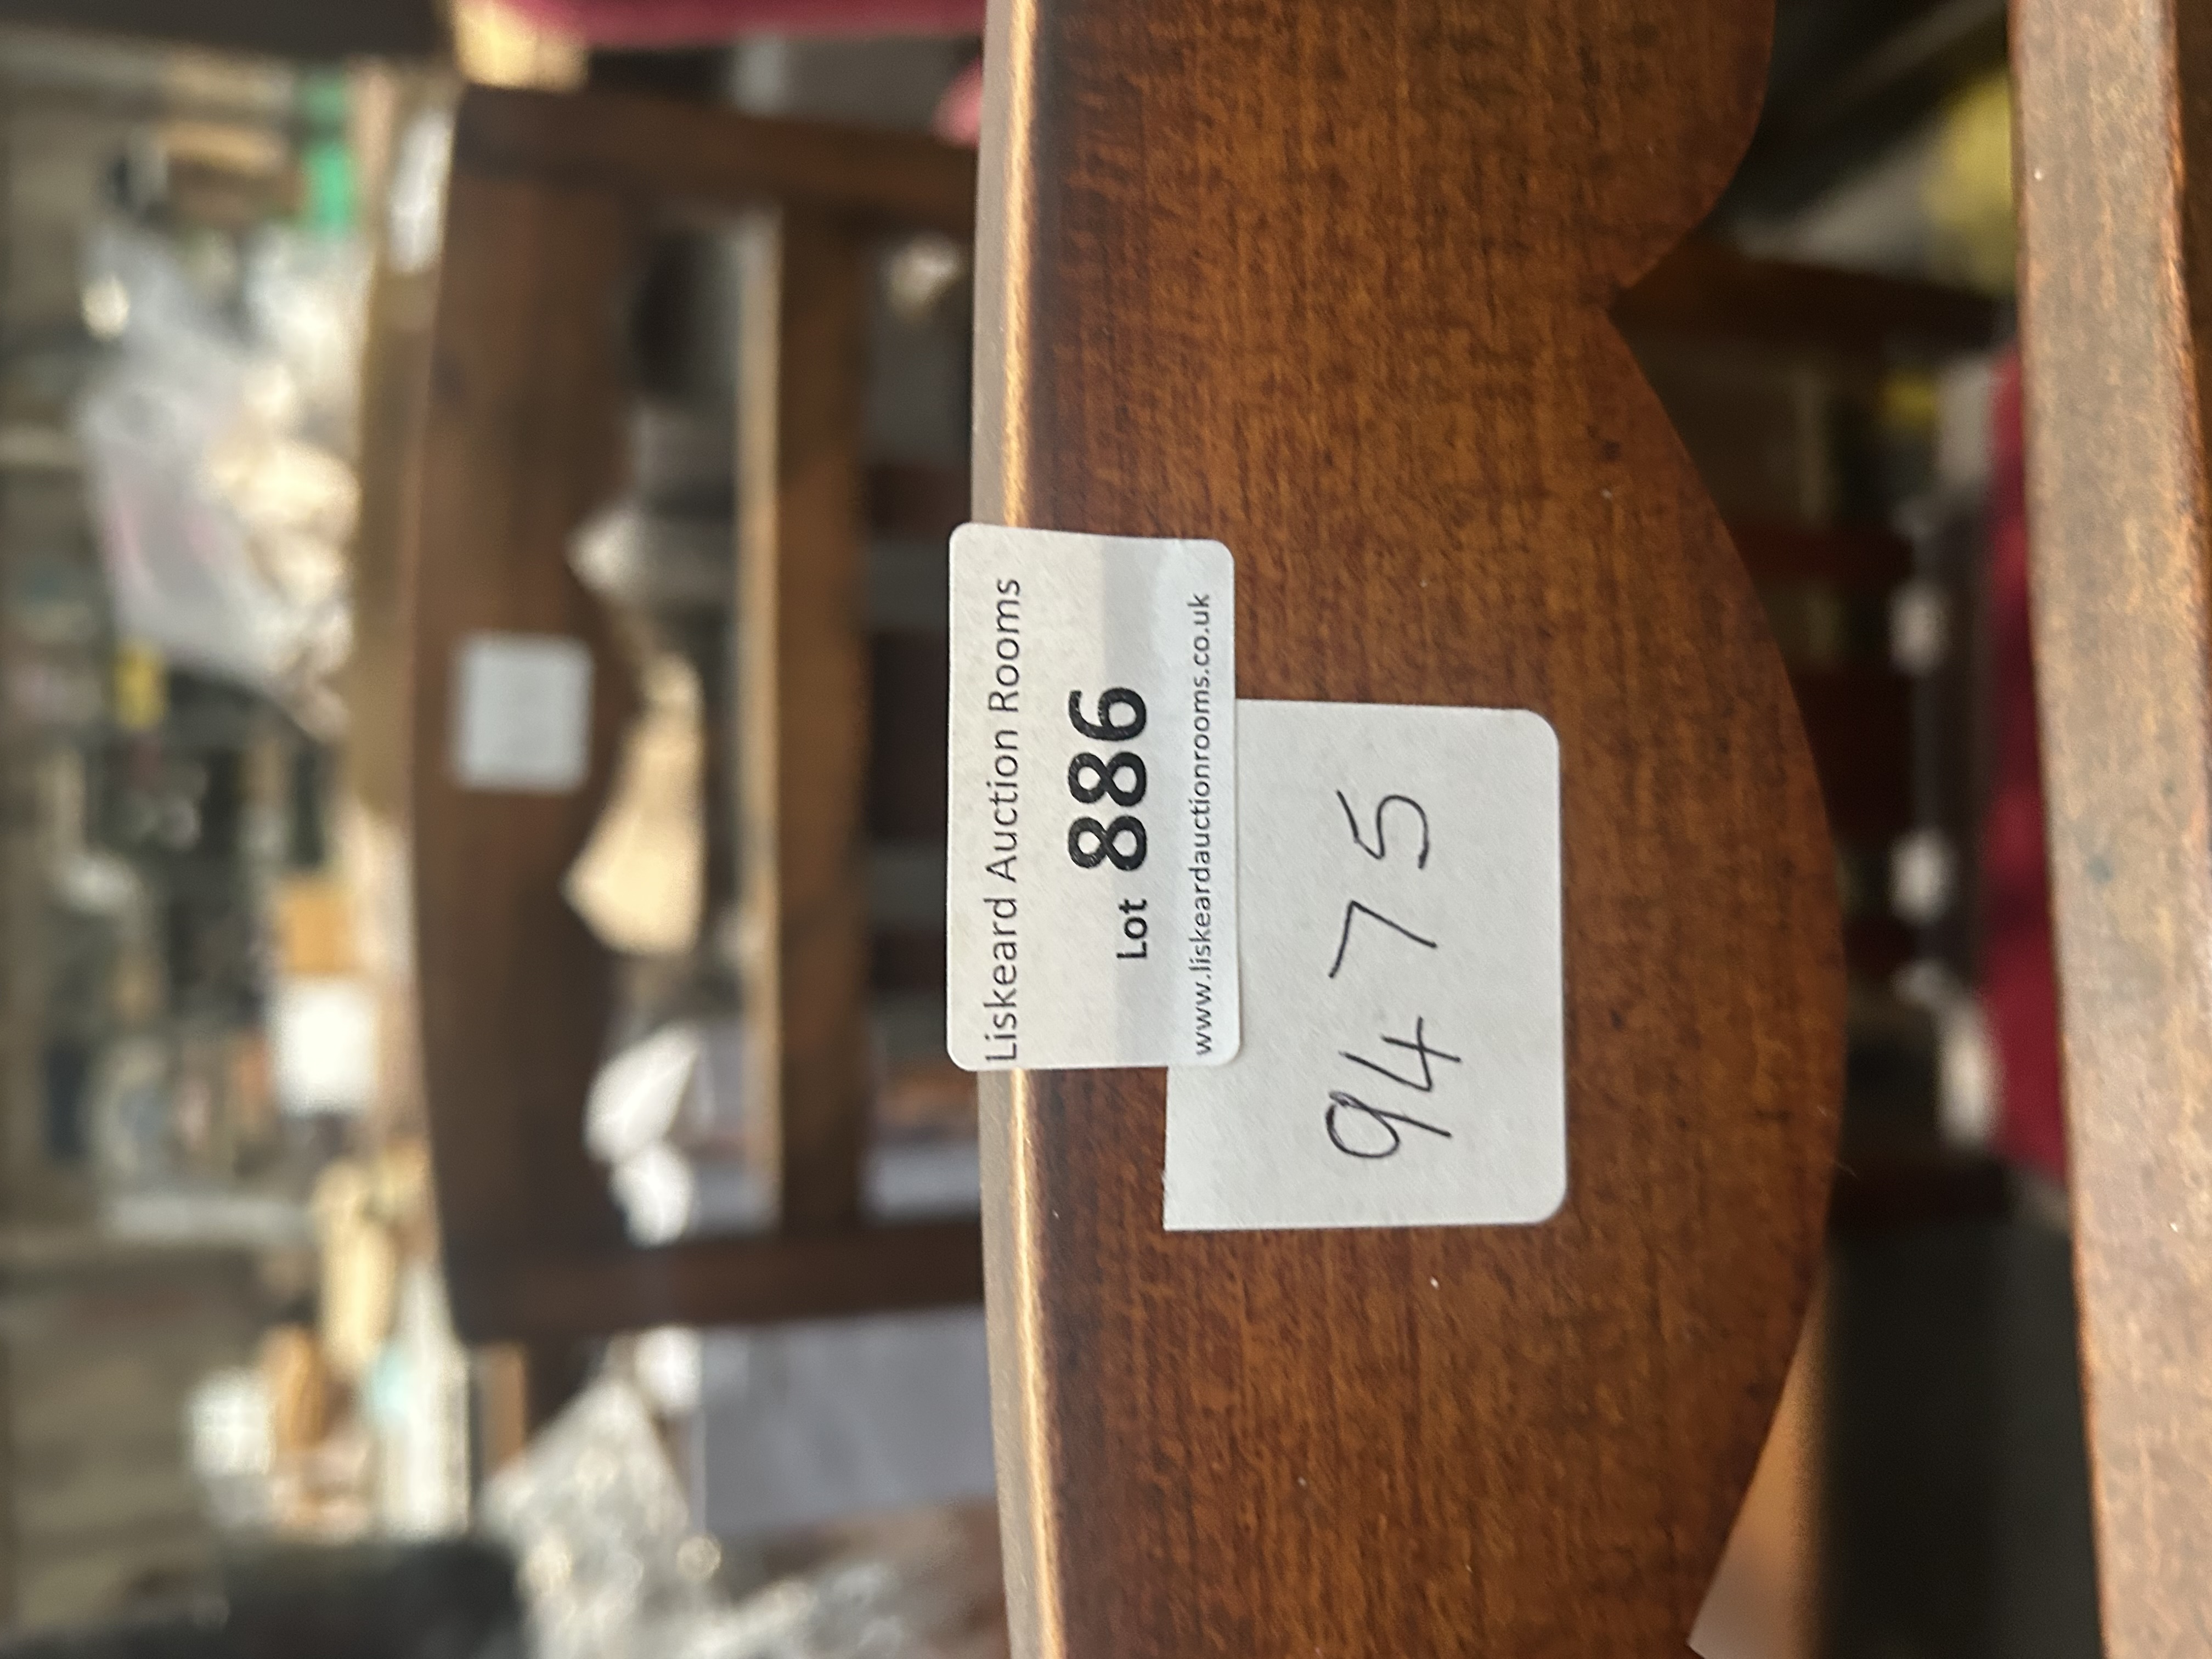 Liskeard Auction Rooms
Lot 886
www.liskeardauctionrooms.co.uk
9475